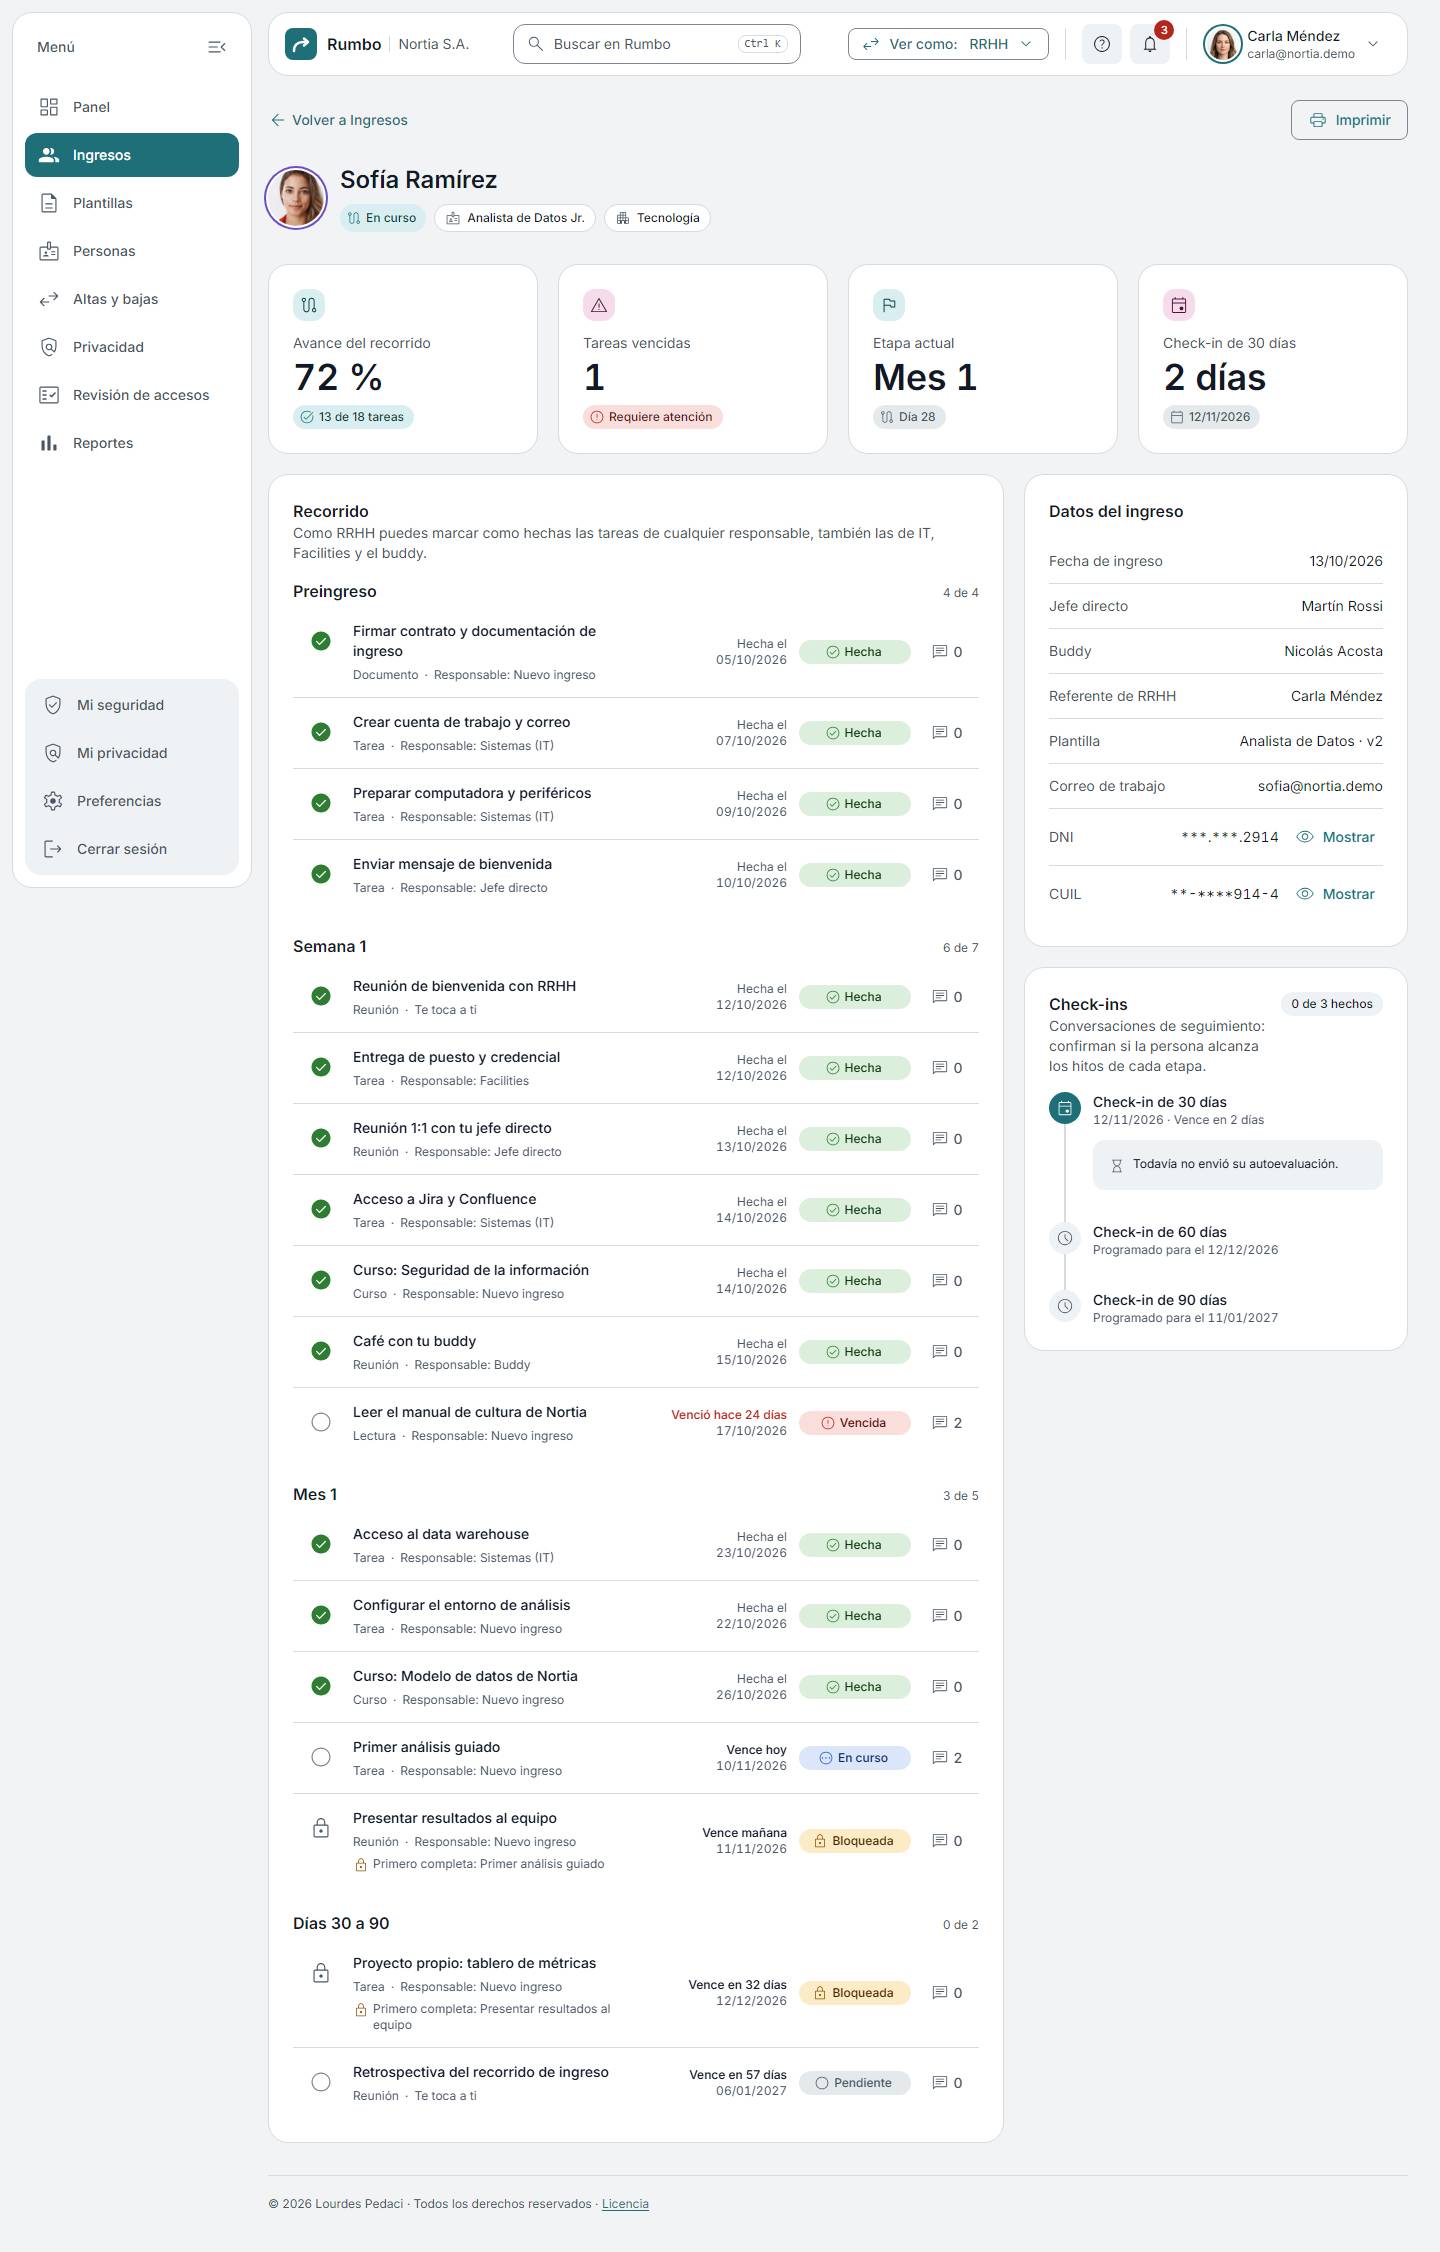 Menú
Panel
Ingresos
Plantillas
Personas
Altas y bajas
Privacidad
Revisión de accesos
Reportes
Mi seguridad
Mi privacidad
Preferencias
Cerrar sesión
Rumbo
Nortia S.A.
Buscar en Rumbo
Ctrl K
Ver como: RRHH
3
Carla Méndez
carla@nortia.demo
Volver a Ingresos
Imprimir
Sofía Ramírez
En curso
Analista de Datos Jr.
Tecnología
Avance del recorrido
72 %
13 de 18 tareas
Tareas vencidas
1
Requiere atención
Etapa actual
Mes 1
Día 28
Check-in de 30 días
2 días
12/11/2026
Recorrido
Como RRHH puedes marcar como hechas las tareas de cualquier responsable, también las de IT,
Facilities y el buddy.
Preingreso
4 de 4
Firmar contrato y documentación de
ingreso
Documento · Responsable: Nuevo ingreso
Hecha el
05/10/2026
Hecha
0
Crear cuenta de trabajo y correo
Tarea · Responsable: Sistemas (IT)
Hecha el
07/10/2026
Hecha
0
Preparar computadora y periféricos
Tarea · Responsable: Sistemas (IT)
Hecha el
09/10/2026
Hecha
0
Enviar mensaje de bienvenida
Tarea · Responsable: Jefe directo
Hecha el
10/10/2026
Hecha
0
Semana 1
6 de 7
Reunión de bienvenida con RRHH
Reunión · Te toca a ti
Hecha el
12/10/2026
Hecha
0
Entrega de puesto y credencial
Tarea · Responsable: Facilities
Hecha el
12/10/2026
Hecha
0
Reunión 1:1 con tu jefe directo
Reunión · Responsable: Jefe directo
Hecha el
13/10/2026
Hecha
0
Acceso a Jira y Confluence
Tarea · Responsable: Sistemas (IT)
Hecha el
14/10/2026
Hecha
0
Curso: Seguridad de la información
Curso · Responsable: Nuevo ingreso
Hecha el
14/10/2026
Hecha
0
Café con tu buddy
Reunión · Responsable: Buddy
Hecha el
15/10/2026
Hecha
0
Leer el manual de cultura de Nortia
Lectura · Responsable: Nuevo ingreso
Venció hace 24 días
17/10/2026
Vencida
2
Mes 1
3 de 5
Acceso al data warehouse
Tarea · Responsable: Sistemas (IT)
Hecha el
23/10/2026
Hecha
0
Configurar el entorno de análisis
Tarea · Responsable: Nuevo ingreso
Hecha el
22/10/2026
Hecha
0
Curso: Modelo de datos de Nortia
Curso · Responsable: Nuevo ingreso
Hecha el
26/10/2026
Hecha
0
Primer análisis guiado
Tarea · Responsable: Nuevo ingreso
Vence hoy
10/11/2026
En curso
2
Presentar resultados al equipo
Reunión · Responsable: Nuevo ingreso
Primero completa: Primer análisis guiado
Vence mañana
11/11/2026
Bloqueada
0
Días 30 a 90
0 de 2
Proyecto propio: tablero de métricas
Tarea · Responsable: Nuevo ingreso
Primero completa: Presentar resultados al
equipo
Vence en 32 días
12/12/2026
Bloqueada
0
Retrospectiva del recorrido de ingreso
Reunión · Te toca a ti
Vence en 57 días
06/01/2027
Pendiente
0
Datos del ingreso
Fecha de ingreso 13/10/2026
Jefe directo Martín Rossi
Buddy Nicolás Acosta
Referente de RRHH Carla Méndez
Plantilla Analista de Datos · v2
Correo de trabajo sofia@nortia.demo
DNI ***.***.2914 Mostrar
CUIL **-****914-4 Mostrar
Check-ins
0 de 3 hechos
Conversaciones de seguimiento:
confirman si la persona alcanza
los hitos de cada etapa.
Check-in de 30 días
12/11/2026 · Vence en 2 días
Todavía no envió su autoevaluación.
Check-in de 60 días
Programado para el 12/12/2026
Check-in de 90 días
Programado para el 11/01/2027
© 2026 Lourdes Pedaci · Todos los derechos reservados · Licencia